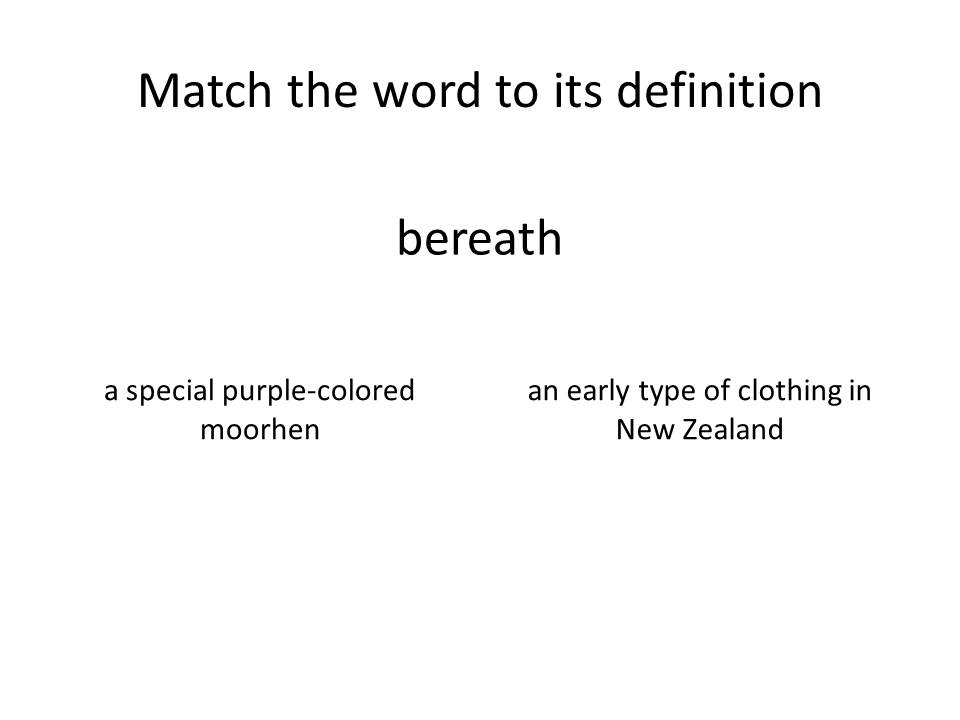 Match the word to its definition
bereath
a special purple-colored
moorhen
an early type of clothing in
New Zealand